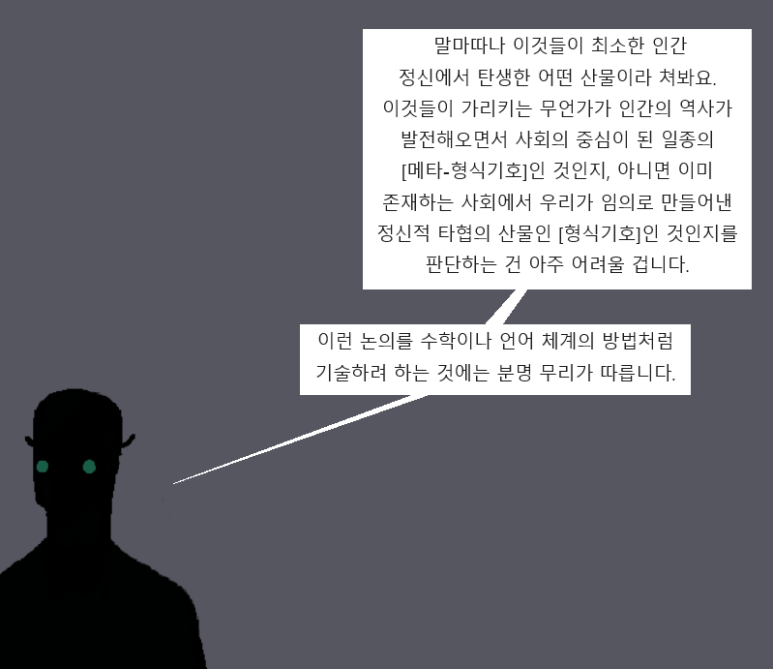 말마따나 이것들이 최소한 인간
정신에서 탄생한 어떤 산물이라 쳐봐요.
이것들이 가리키는 무언가가 인간의 역사가
발전해오면서 사회의 중심이 된 일종의
[메타-형식기호]인 것인지, 아니면 이미
존재하는 사회에서 우리가 임의로 만들어낸
정신적 타협의 산물인 [형식기호]인 것인지를
판단하는 건 아주 어려울 겁니다.
이런 논의를 수학이나 언어 체계의 방법처럼
기술하려 하는 것에는 분명 무리가 따릅니다.